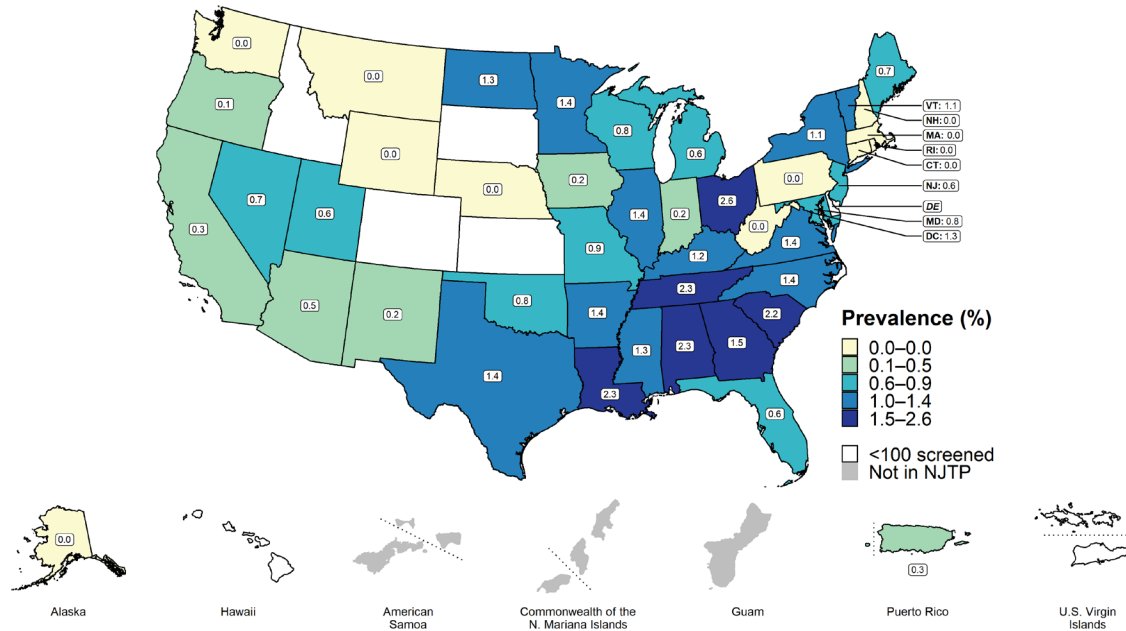 0.0
0.0
1.3
1.4
0.7
0.1
0.0
0.8
0.6
1.1
VT: 1.1
NH: 0.0
MA: 0.0
RI: 0.0
CT: 0.0
NJ: 0.6
DE
MD: 0.8
DC: 1.3
0.0
0.2
0.0
0.7
0.6
1.4
0.2
2.6
0.0
0.3
0.9
1.2
1.4
0.5
0.2
0.8
1.4
2.3
1.4
2.2
1.4
2.3
1.3
2.3
1.5
0.6
Prevalence (%)
0.0–0.0
0.1–0.5
0.6–0.9
1.0–1.4
1.5–2.6
<100 screened
Not in NJTP
0.0
0.3
Alaska
Hawaii
American
Samoa
Commonwealth of the
N. Mariana Islands
Guam
Puerto Rico
U.S. Virgin
Islands